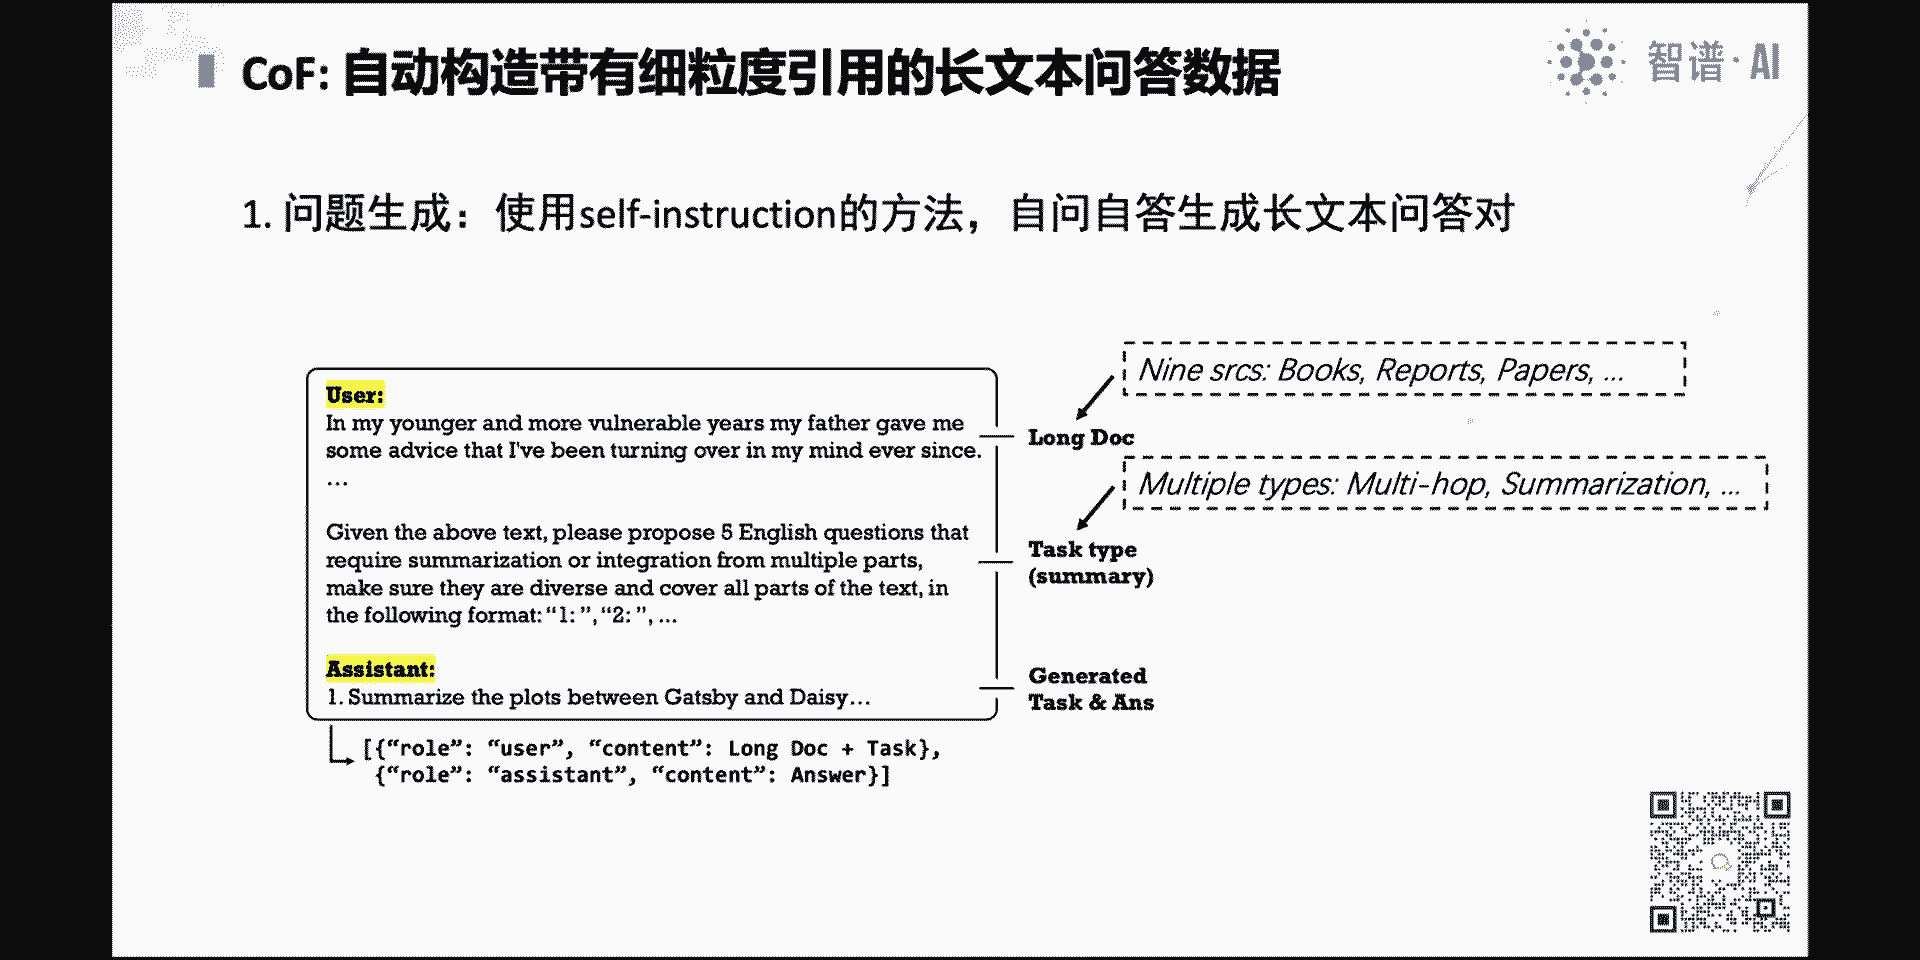 CoF: 自动构造带有细粒度引用的长文本问答数据
智谱·AI
1. 问题生成：使用self-instruction的方法，自问自答生成长文本问答对
Nine srcs: Books, Reports, Papers, ...
User:
In my younger and more vulnerable years my father gave me
some advice that I've been turning over in my mind ever since.
...
Long Doc
Multiple types: Multi-hop, Summarization, ...
Given the above text, please propose 5 English questions that
require summarization or integration from multiple parts,
make sure they are diverse and cover all parts of the text, in
the following format: “1: ”, “2: ”, ...
Task type
(summary)
Assistant:
1. Summarize the plots between Gatsby and Daisy...
Generated
Task & Ans
[{“role”: “user”, “content”: Long Doc + Task},
{“role”: “assistant”, “content”: Answer}]